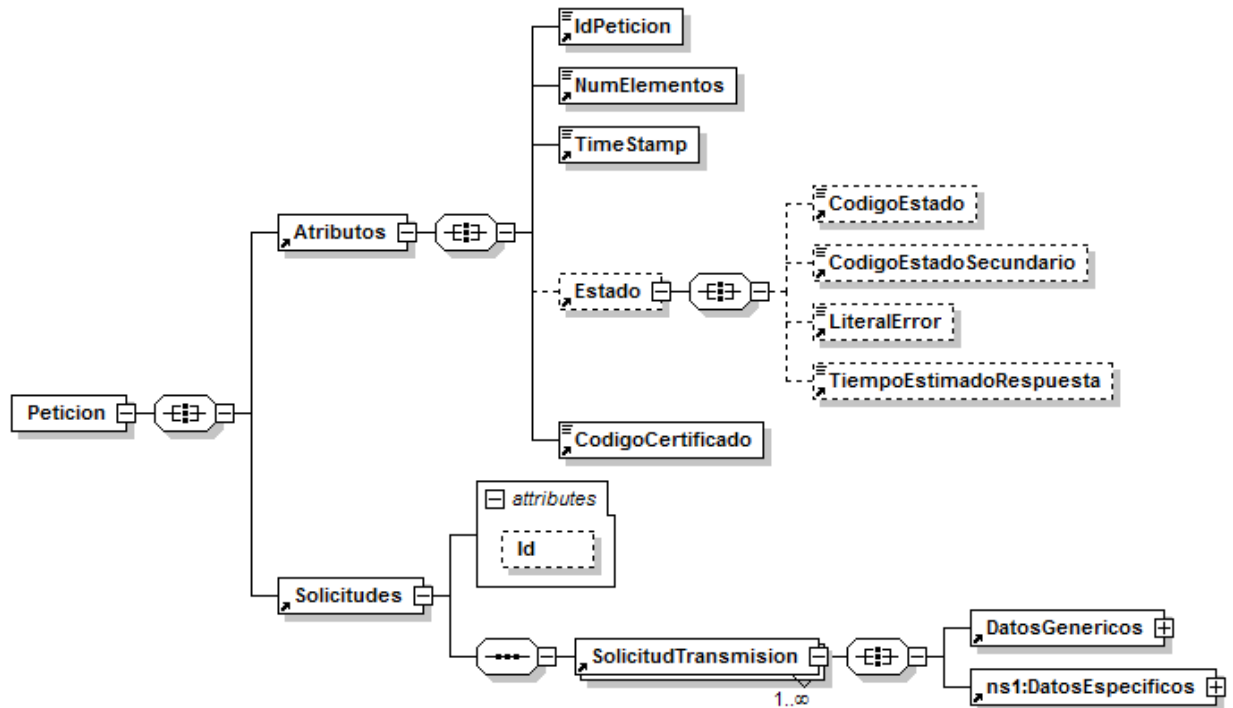 IdPeticion
NumElementos
TimeStamp
Atributos
CodigoEstado
CodigoEstadoSecundario
Estado
LiteralError
TiempoEstimadoRespuesta
Peticion
CodigoCertificado
attributes
Id
Solicitudes
SolicitudTransmision
1..∞
DatosGenericos
ns1:DatosEspecificos